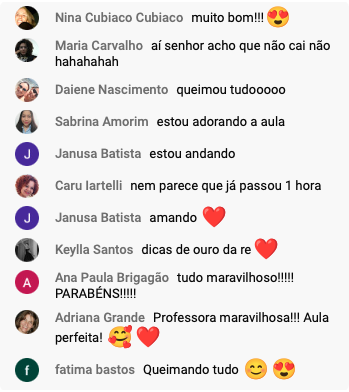 Nina Cubiaco Cubiaco muito bom!!! 😍
Maria Carvalho aí senhor acho que não cai não
hahahahah
Daiene Nascimento queimou tudooooo
Sabrina Amorim estou adorando a aula
J Janusa Batista estou andando
Caru Iartelli nem parece que já passou 1 hora
J Janusa Batista amando ❤️
Keylla Santos dicas de ouro da re ❤️
A Ana Paula Brigagão tudo maravilhoso!!!!!
PARABÉNS!!!!!
Adriana Grande Professora maravilhosa!!! Aula
perfeita! 🥰❤️
f fatima bastos Queimando tudo 😊😍